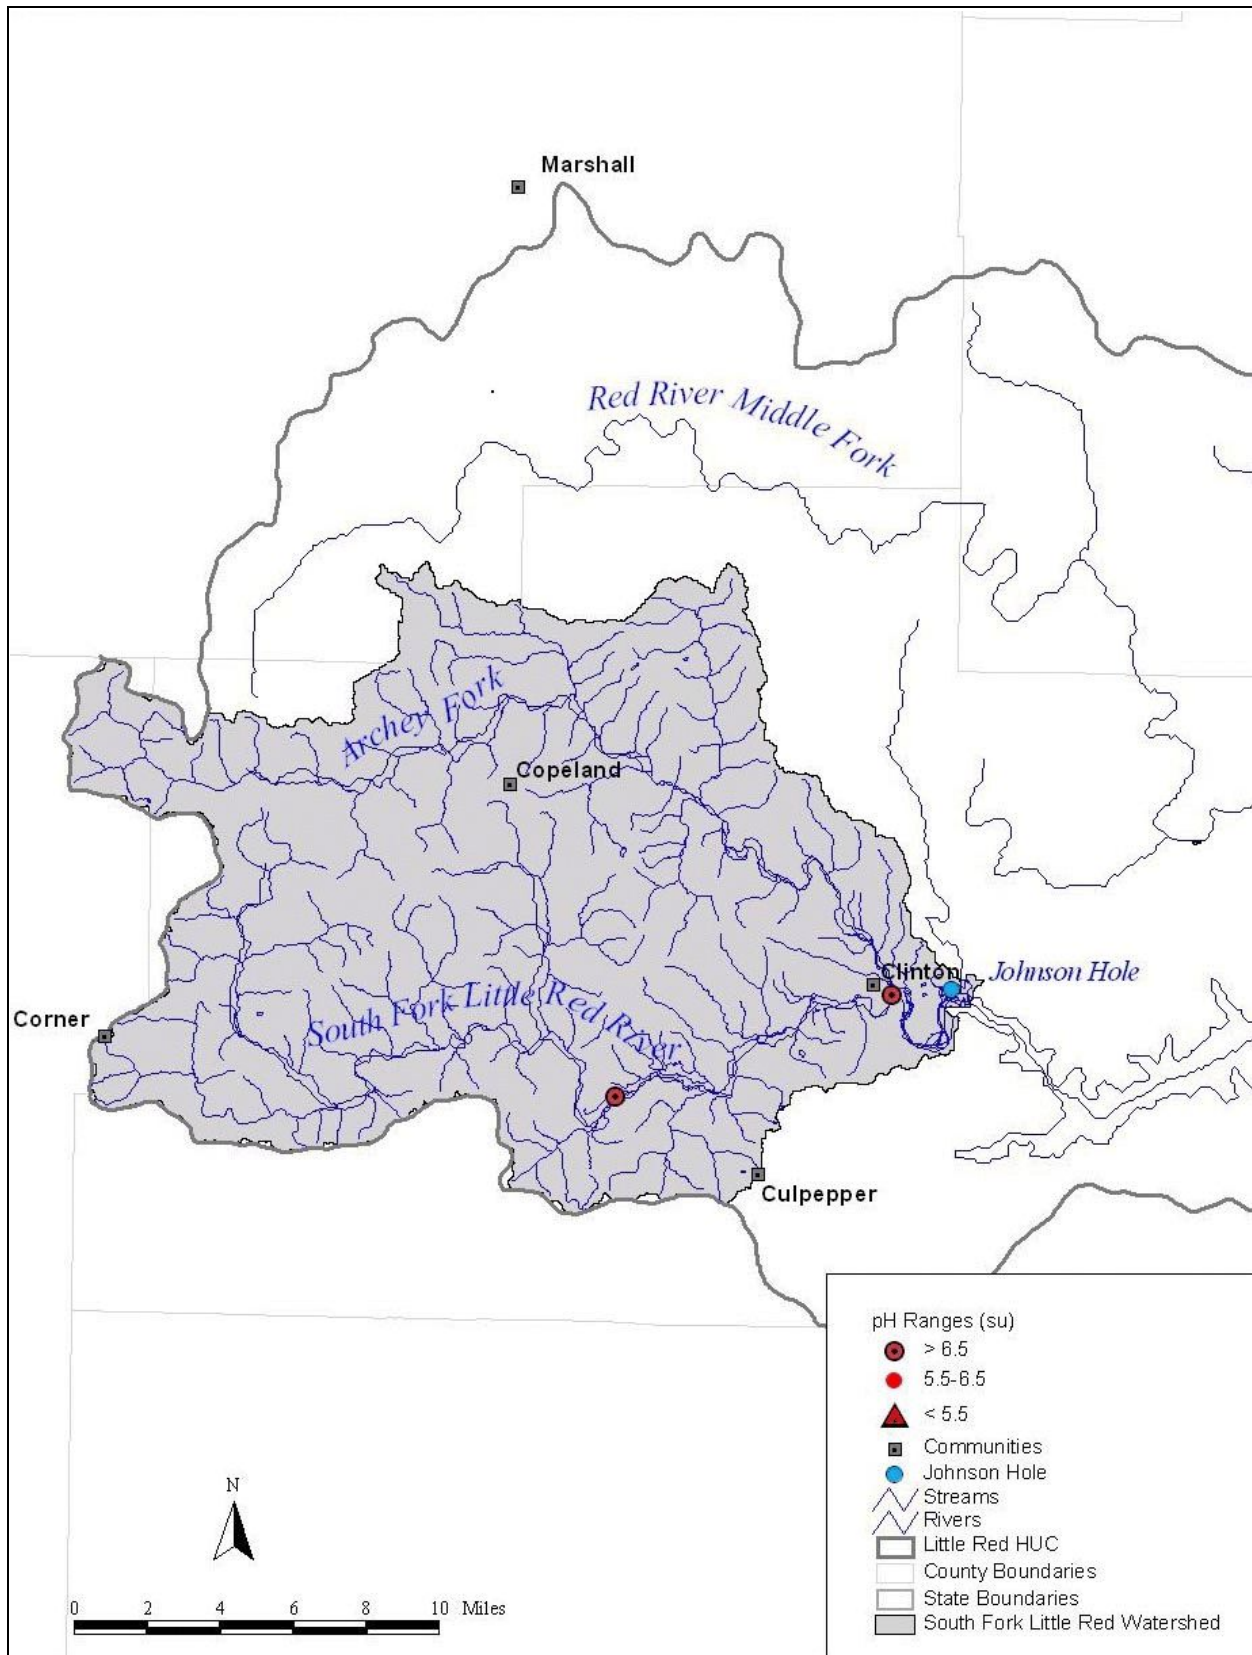 Marshall
Red River Middle Fork
Archey Fork
Copeland
Clinton
Johnson Hole
Corner
South Fork Little Red River
Culpepper
pH Ranges (su)
> 6.5
5.5-6.5
< 5.5
Communities
Johnson Hole
Streams
Rivers
Little Red HUC
County Boundaries
State Boundaries
South Fork Little Red Watershed
N
0 2 4 6 8 10 Miles